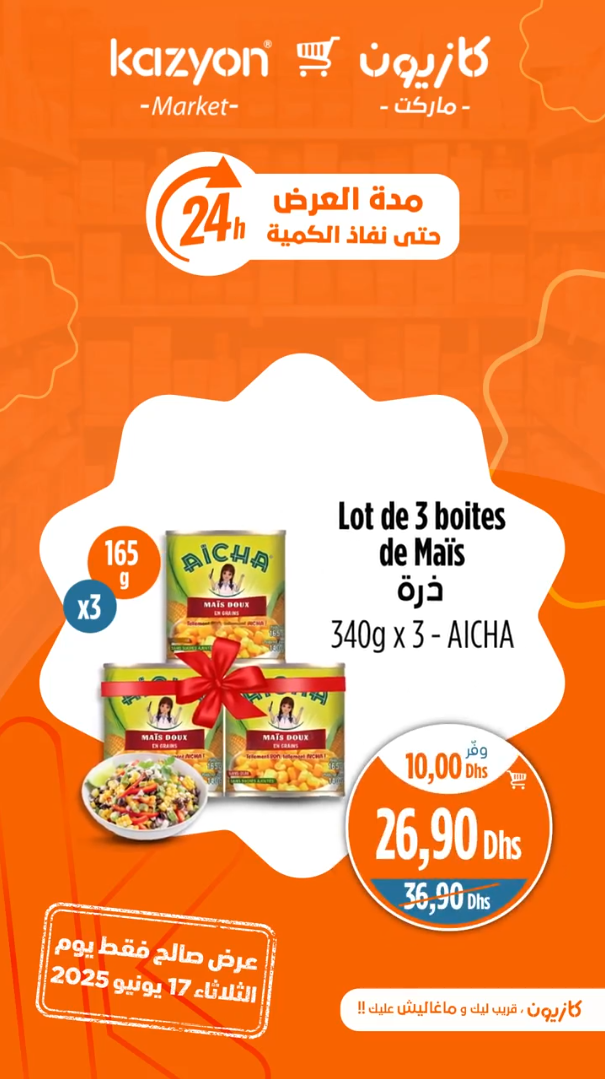 kazyon®
-Market-
كازيون
- ماركت -
24h
مدة العرض
حتى نفاذ الكمية
Lot de 3 boites
de Maïs
ذرة
340g x 3 - AICHA
165
g
x3
AICHA
MAÏS DOUX
EN GRAINS
MAÏS DOUX
EN GRAINS
MAÏS DOUX
EN GRAINS
وفّر
10,00 Dhs
26,90 Dhs
36,90 Dhs
عرض صالح فقط يوم
الثلاثاء 17 يونيو 2025
كازيون ، قريب ليك و ماغاليش عليك !!